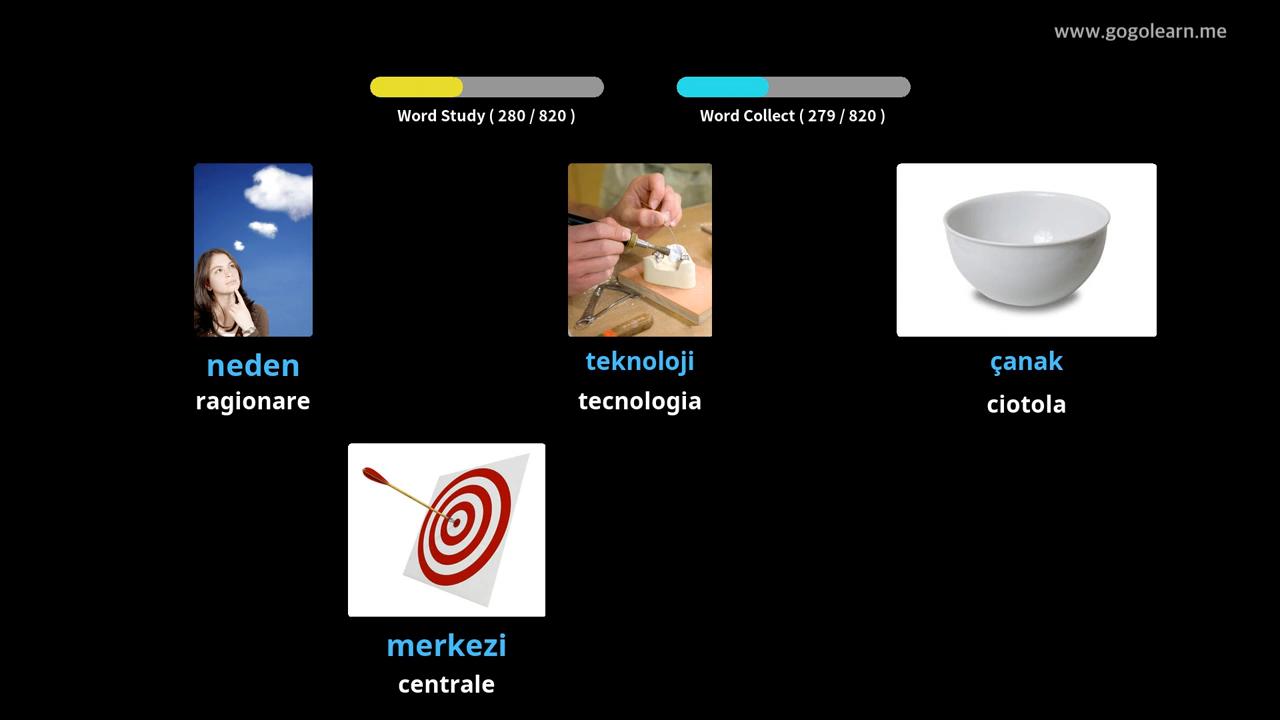 www.gogolearn.me
Word Study ( 280 / 820 )
Word Collect ( 279 / 820 )
neden
ragionare
teknoloji
tecnologia
çanak
ciotola
merkezi
centrale